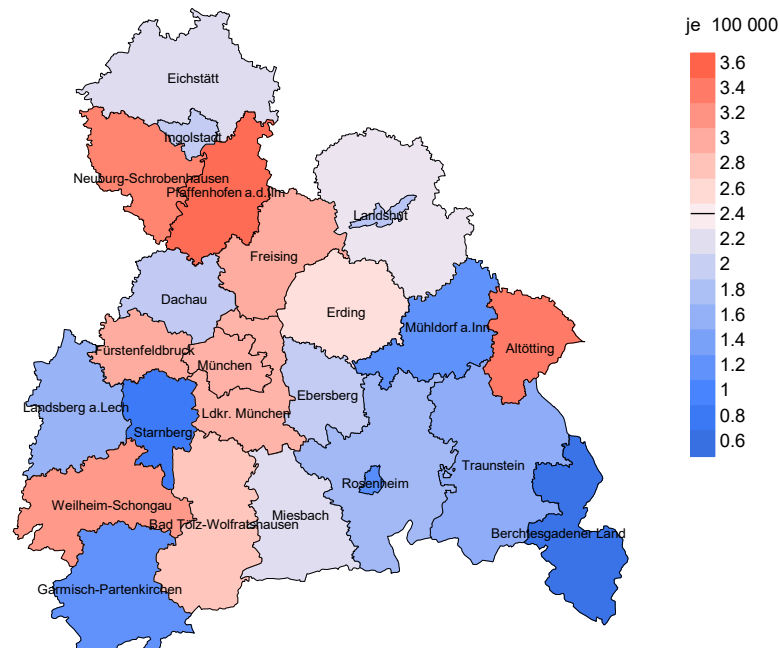 je 100 000
3.6
3.4
3.2
3
2.8
2.6
2.4
2.2
2
1.8
1.6
1.4
1.2
1
0.8
0.6
Eichstätt
Ingolstadt
Neuburg-Schrobenhausen
Pfaffenhofen a.d.Ilm
Landshut
Freising
Dachau
Erding
Mühldorf a.Inn
Altötting
Fürstenfeldbruck
München
Ebersberg
Landsberg a.Lech
Ldkr. München
Starnberg
Traunstein
Rosenheim
Weilheim-Schongau
Miesbach
Bad Tölz-Wolfratshausen
Berchtesgadener Land
Garmisch-Partenkirchen